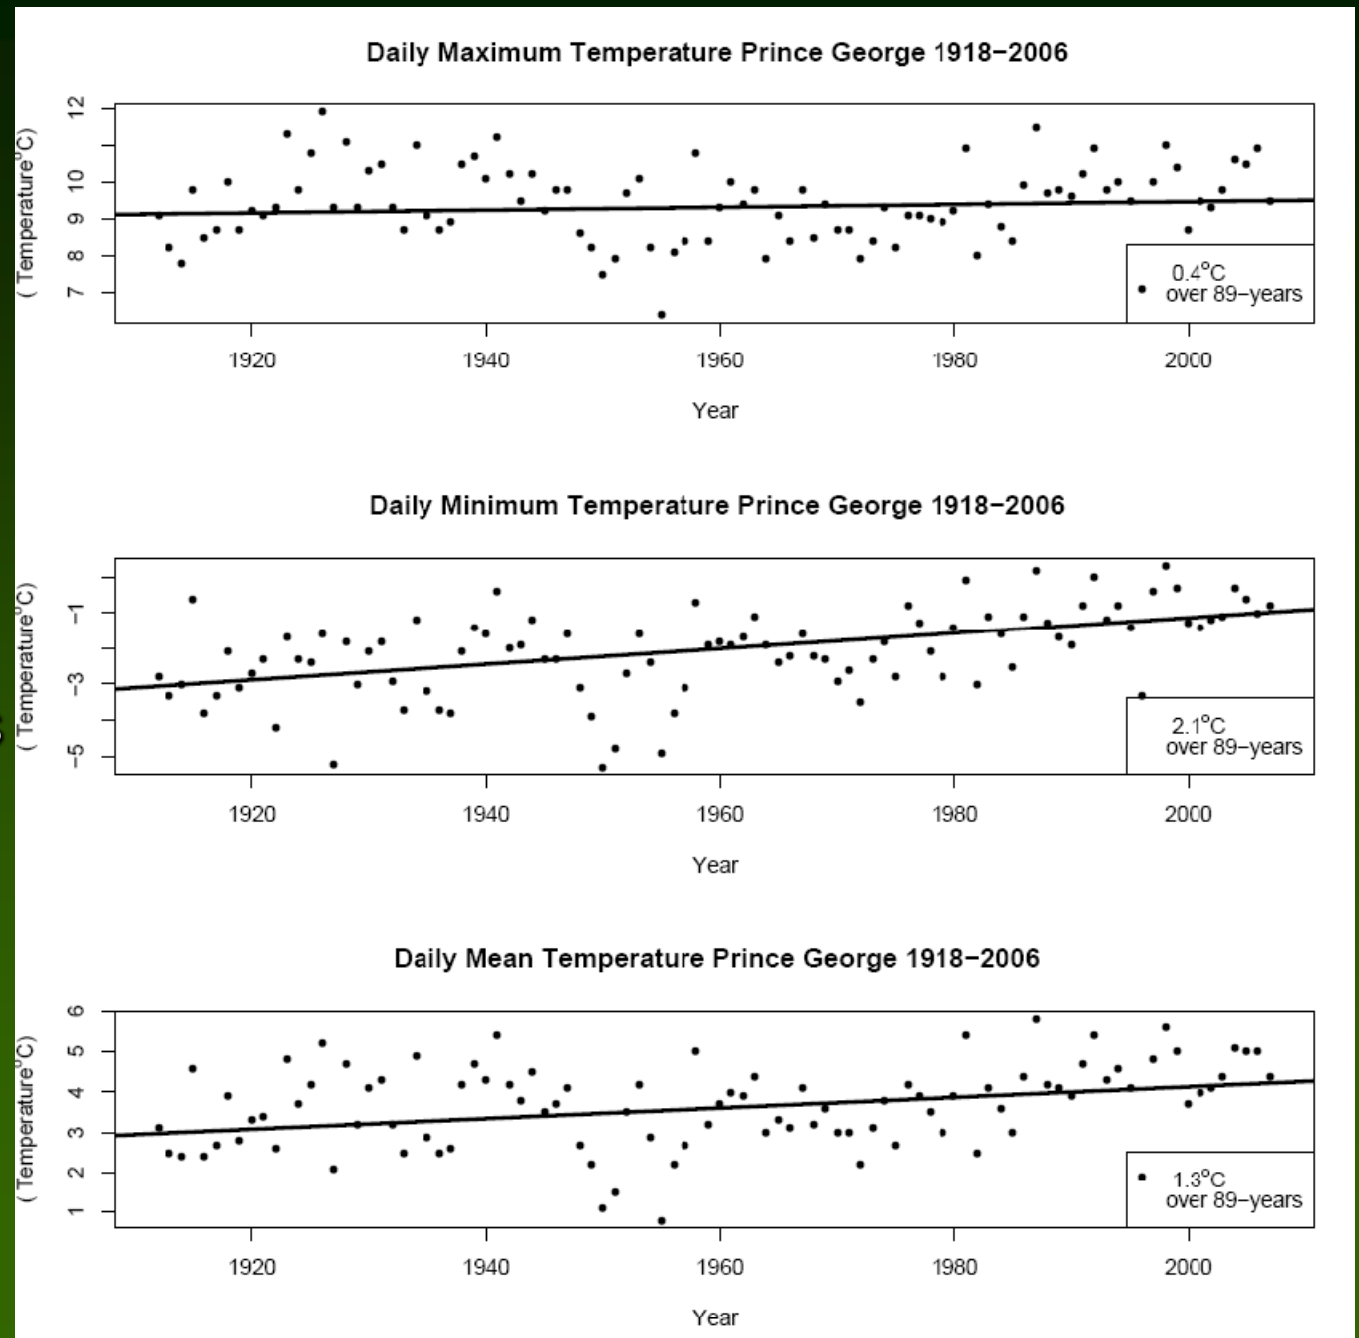 Daily Maximum Temperature Prince George 1918−2006
( Temperature°C)
12
10
9
8
7
0.4°C
over 89−years
1920 1940 1960 1980 2000
Year
Daily Minimum Temperature Prince George 1918−2006
( Temperature°C)
−1
−3
−5
2.1°C
over 89−years
1920 1940 1960 1980 2000
Year
Daily Mean Temperature Prince George 1918−2006
( Temperature°C)
6
5
4
3
2
1
1.3°C
over 89−years
1920 1940 1960 1980 2000
Year